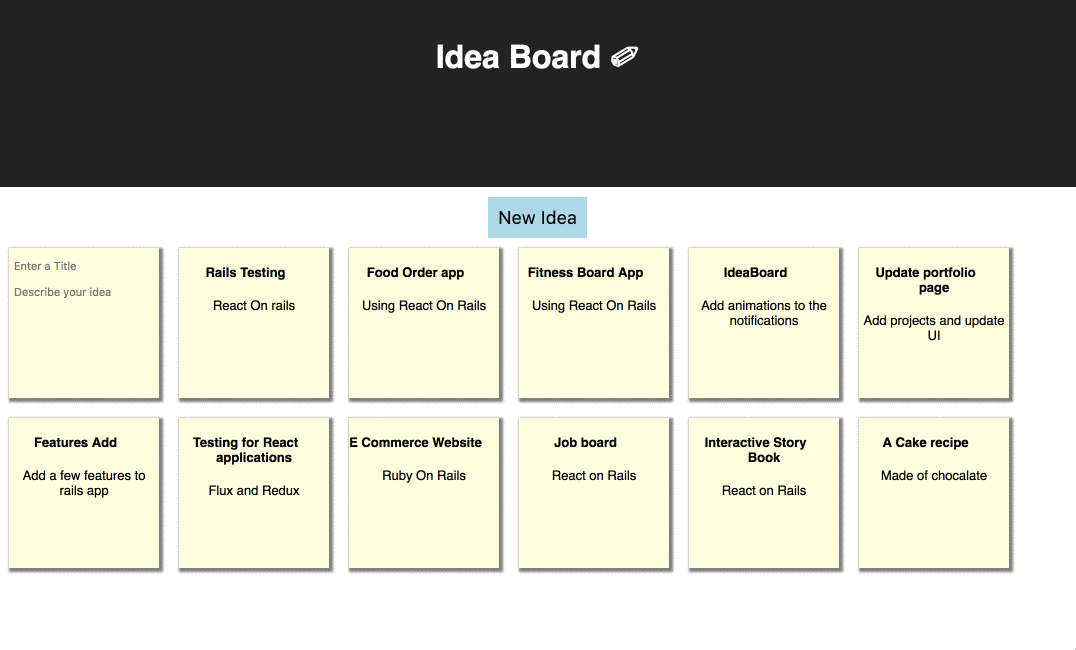 Idea Board ✏
New Idea
Enter a Title
Describe your idea
Rails Testing
React On rails
Food Order app
Using React On Rails
Fitness Board App
Using React On Rails
IdeaBoard
Add animations to the
notifications
Update portfolio
page
Add projects and update
UI
Features Add
Add a few features to
rails app
Testing for React
applications
Flux and Redux
E Commerce Website
Ruby On Rails
Job board
React on Rails
Interactive Story
Book
React on Rails
A Cake recipe
Made of chocalate